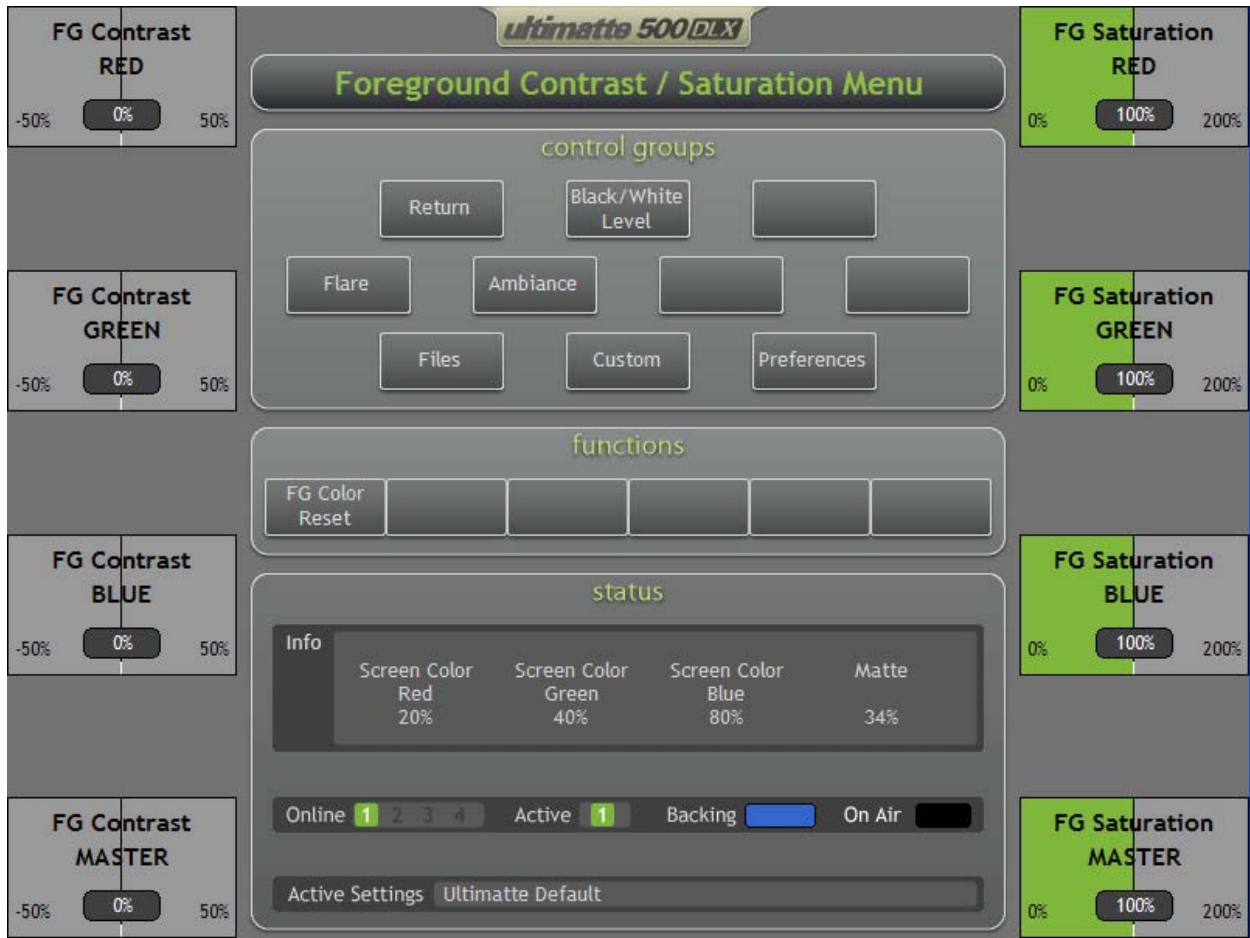 ultimatte 500 DLX
Foreground Contrast / Saturation Menu
FG Contrast
RED
-50%
0%
50%
FG Contrast
GREEN
-50%
0%
50%
FG Contrast
BLUE
-50%
0%
50%
FG Contrast
MASTER
-50%
0%
50%
control groups
Return
Black/White
Level
Flare
Ambiance
Files
Custom
Preferences
functions
FG Color
Reset
status
Info
Screen Color
Red
20%
Screen Color
Green
40%
Screen Color
Blue
80%
Matte
34%
Online 1 2 3 4
Active 1
Backing
On Air
Active Settings Ultimatte Default
FG Saturation
RED
0%
100%
200%
FG Saturation
GREEN
0%
100%
200%
FG Saturation
BLUE
0%
100%
200%
FG Saturation
MASTER
0%
100%
200%